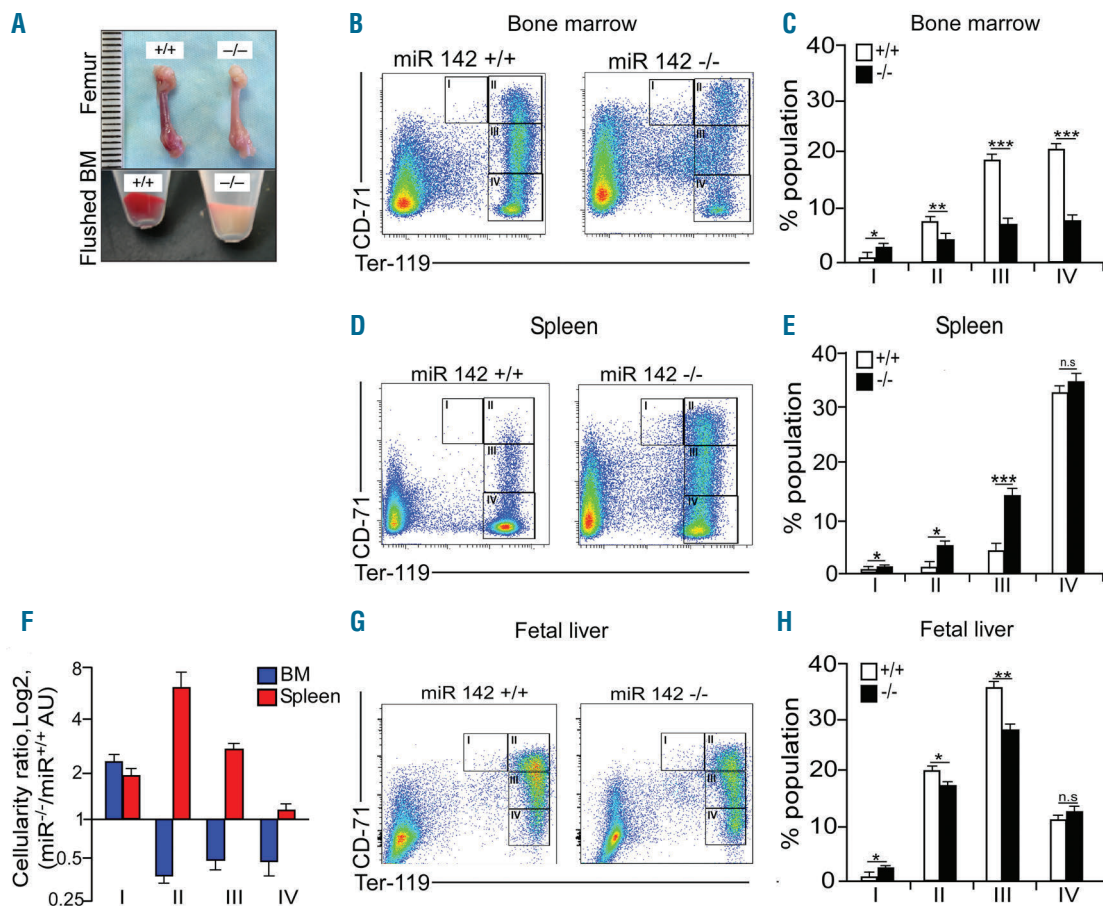 A
Femur
+/+
–/–
Flushed BM
+/+
–/–
B
Bone marrow
miR 142 +/+
miR 142 -/-
I
II
III
IV
I
II
III
IV
CD-71
Ter-119
C
Bone marrow
+/+
-/-
% population
40
30
20
10
0
*
**
***
***
I
II
III
IV
D
Spleen
miR 142 +/+
miR 142 -/-
I
II
III
IV
I
II
III
IV
CD-71
Ter-119
E
Spleen
+/+
-/-
% population
40
30
20
10
0
*
*
***
n.s
I
II
III
IV
F
Cellularity ratio,Log2,
(miR-/-/miR+/+ AU)
BM
Spleen
8
4
2
1
0.5
0.25
I
II
III
IV
G
Fetal liver
miR 142 +/+
miR 142 -/-
I
II
III
IV
I
II
III
IV
CD-71
Ter-119
H
Fetal liver
+/+
-/-
% population
40
30
20
10
0
*
*
**
n.s
I
II
III
IV